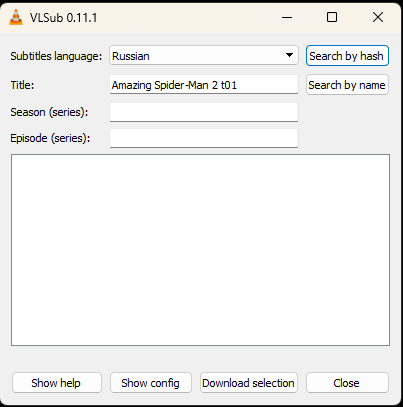 VLSub 0.11.1
Subtitles language: Russian Search by hash
Title: Amazing Spider-Man 2 t01 Search by name
Season (series):
Episode (series):
Show help Show config Download selection Close